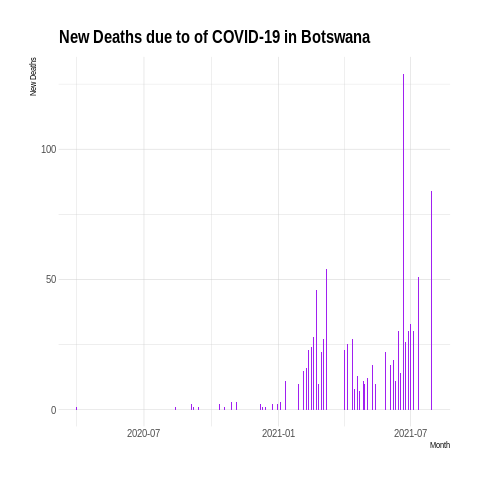 New Deaths due to of COVID-19 in Botswana
New Deaths
100
50
0
2020-07
2021-01
2021-07
Month